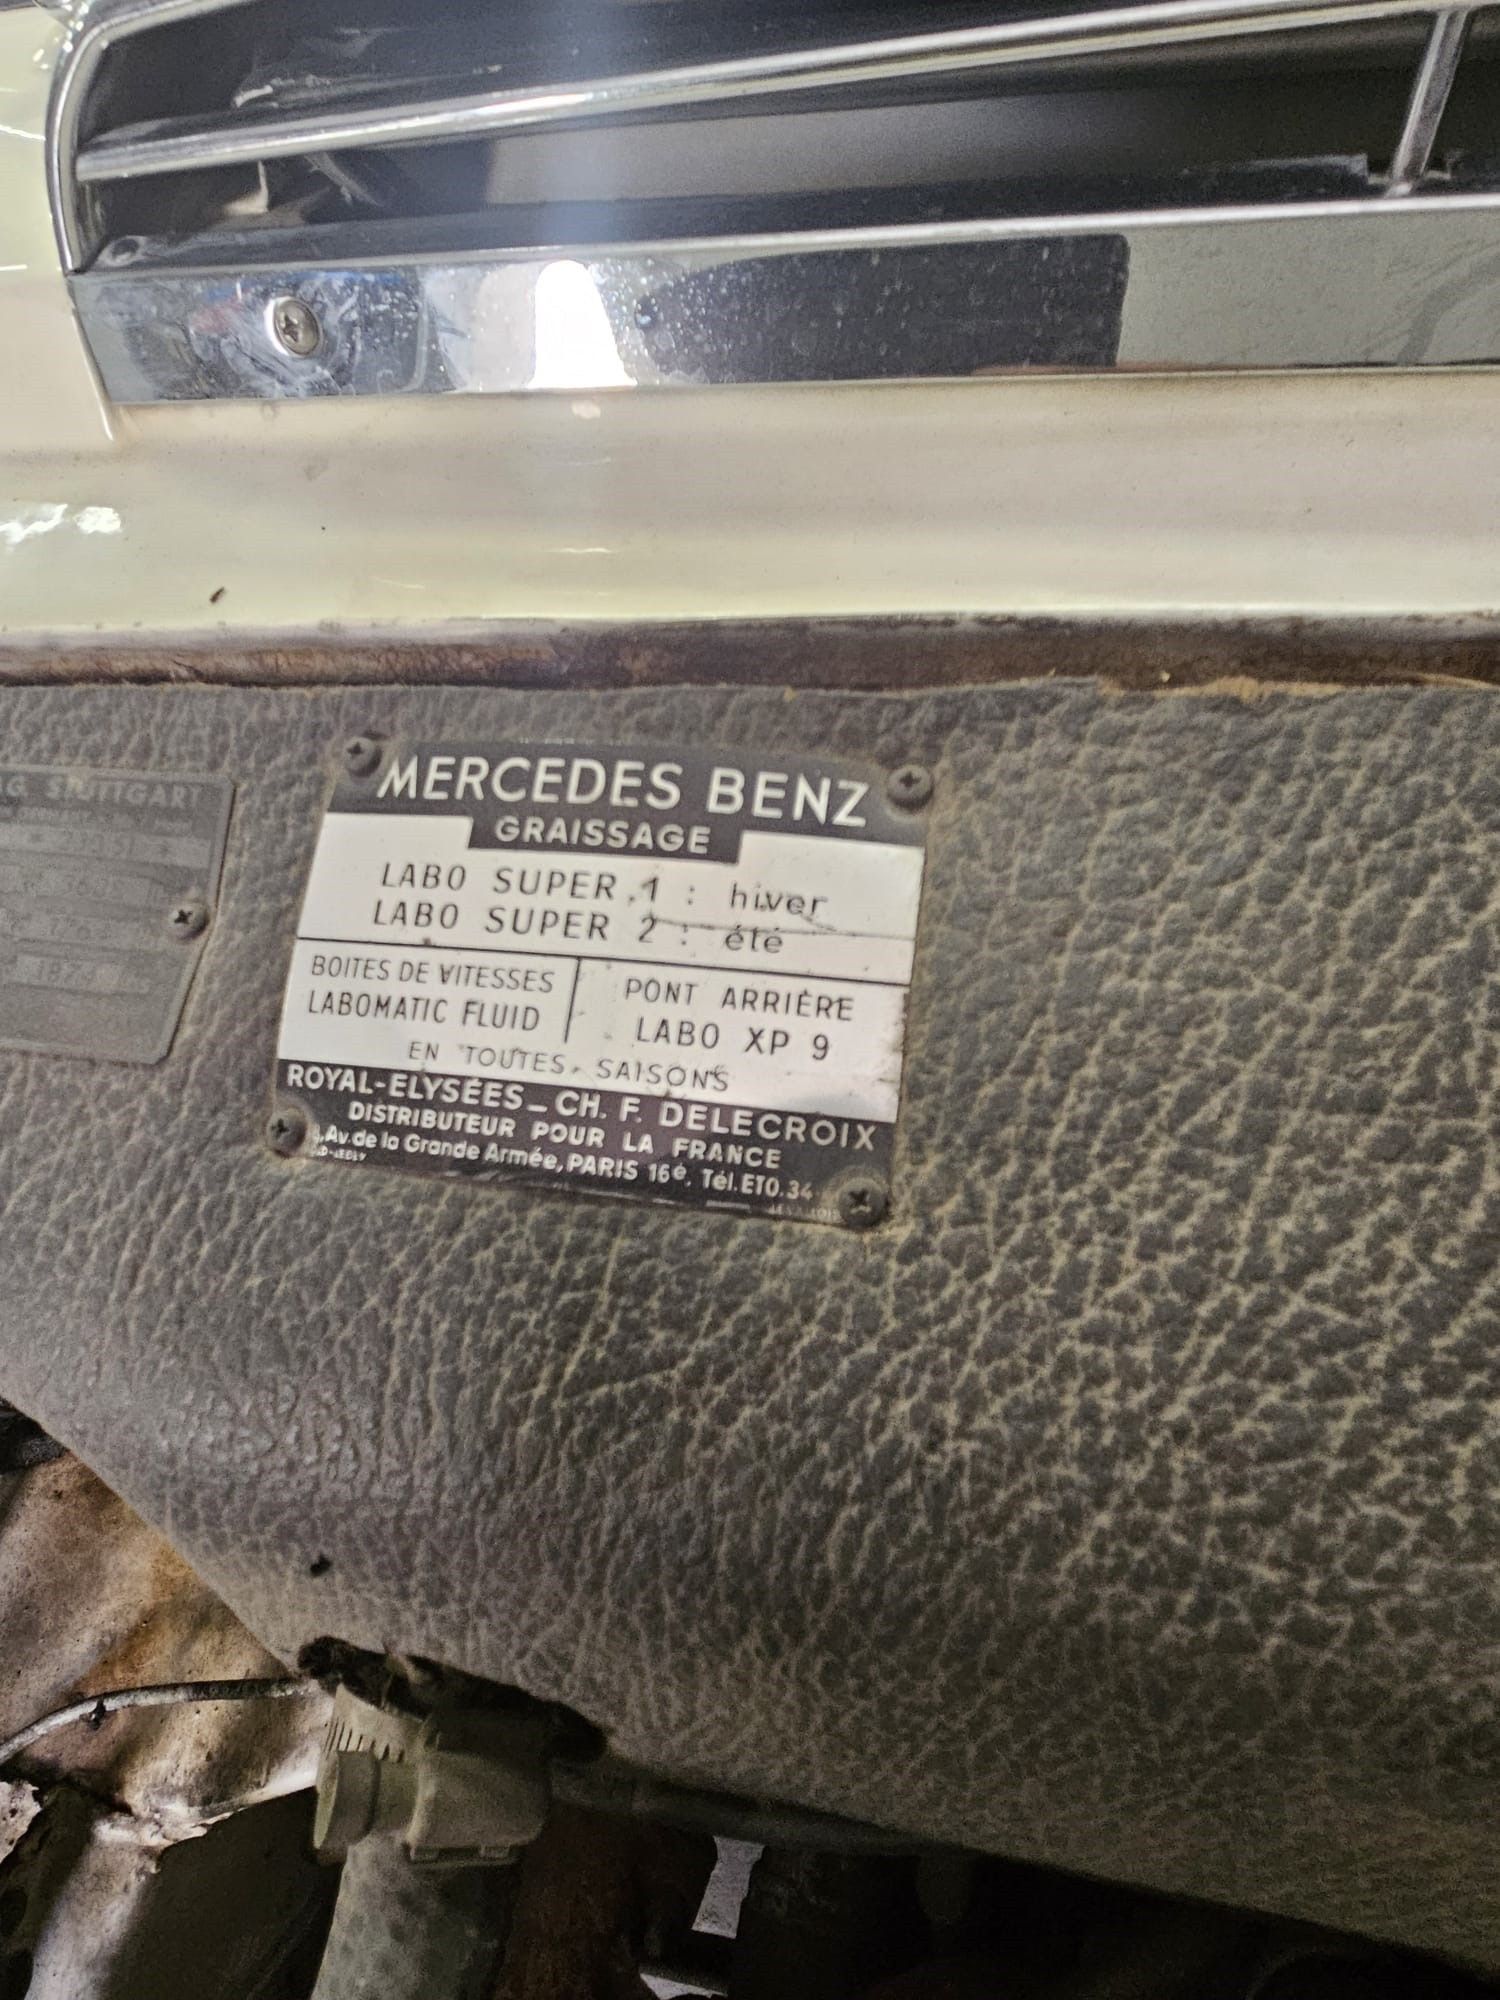 G. STUTTGART
MERCEDES BENZ
GRAISSAGE
LABO SUPER 1 : hiver
LABO SUPER 2 : été
BOITES DE VITESSES
LABOMATIC FLUID
PONT ARRIÈRE
LABO XP 9
EN TOUTES SAISONS
ROYAL-ELYSÉES _ CH. F. DELECROIX
DISTRIBUTEUR POUR LA FRANCE
Av. de la Grande Armée, PARIS 16e. Tél. ETO. 34